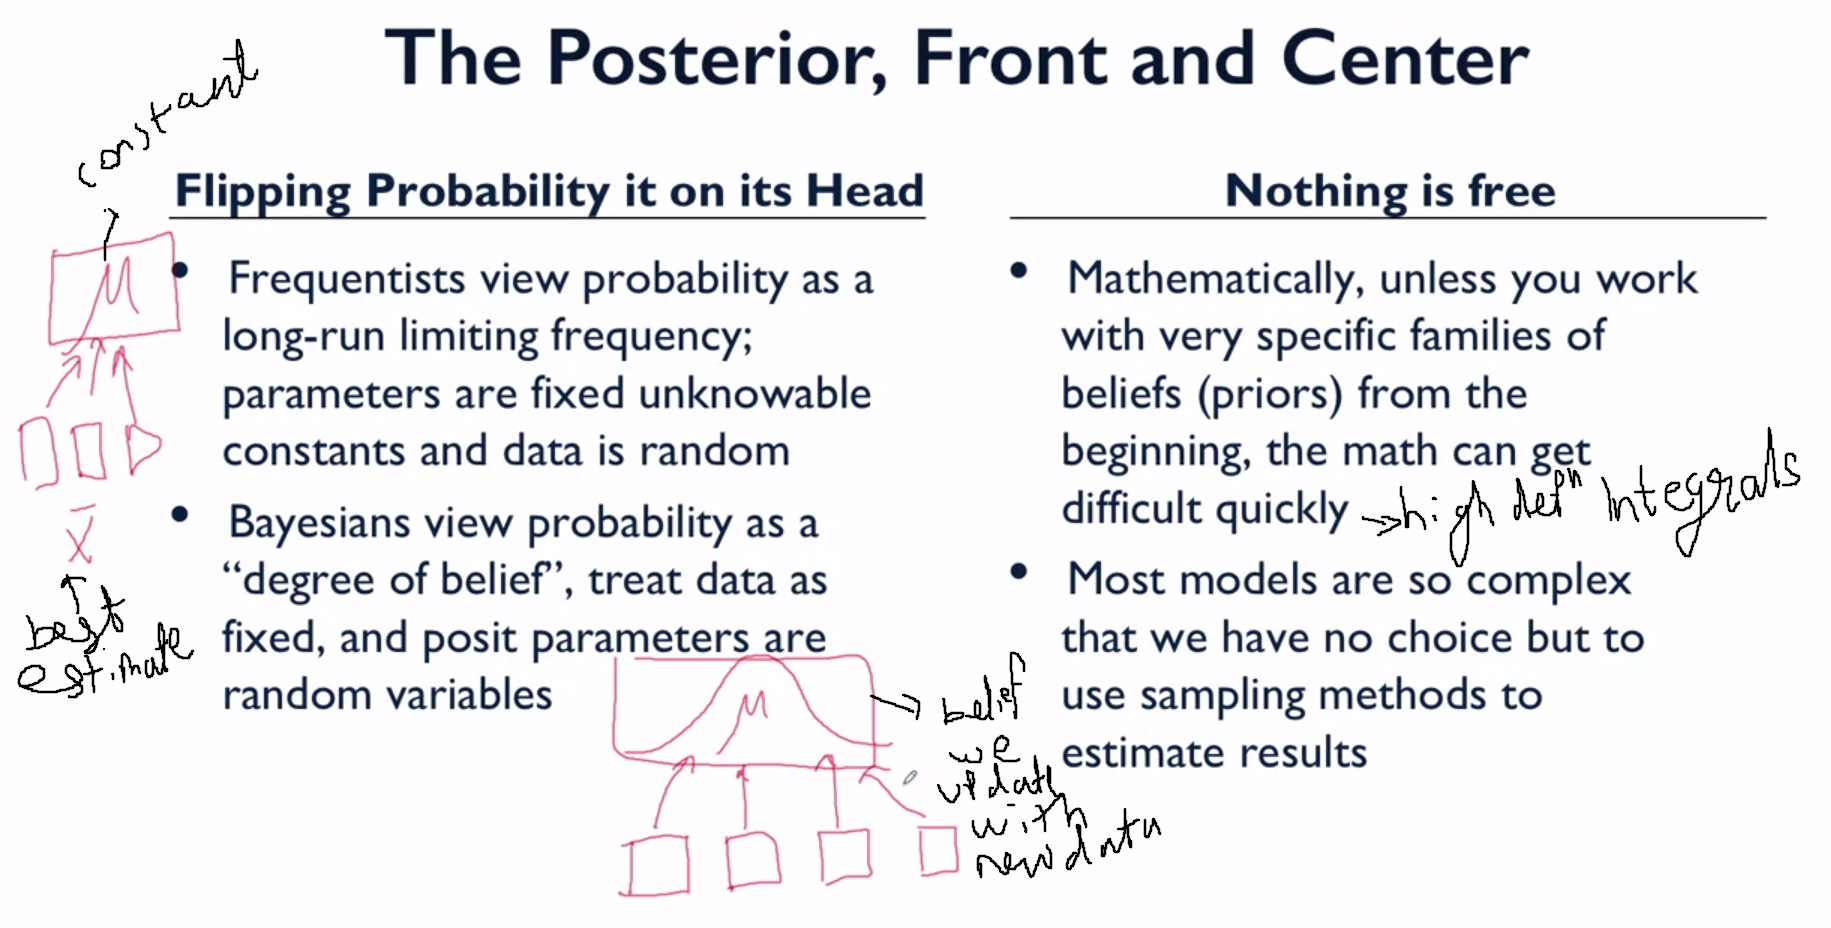 The Posterior, Front and Center
constant
Flipping Probability it on its Head
μ
• Frequentists view probability as a
long-run limiting frequency;
parameters are fixed unknowable
constants and data is random
x̄
best
estimate
• Bayesians view probability as a
“degree of belief”, treat data as
fixed, and posit parameters are
random variables
μ
belief
we
update
with
new data
Nothing is free
• Mathematically, unless you work
with very specific families of
beliefs (priors) from the
beginning, the math can get
difficult quickly → high defⁿ Integrals
• Most models are so complex
that we have no choice but to
use sampling methods to
estimate results